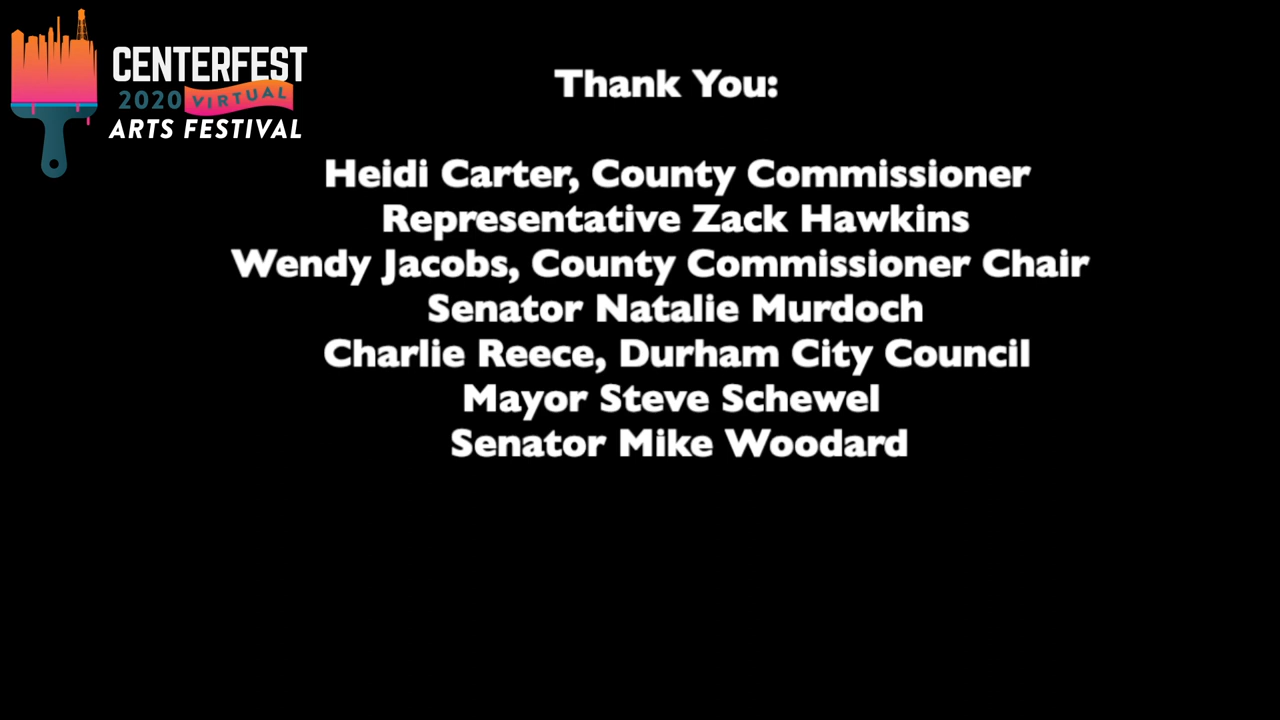 CENTERFEST
2020 VIRTUAL
ARTS FESTIVAL
Thank You:
Heidi Carter, County Commissioner
Representative Zack Hawkins
Wendy Jacobs, County Commissioner Chair
Senator Natalie Murdoch
Charlie Reece, Durham City Council
Mayor Steve Schewel
Senator Mike Woodard